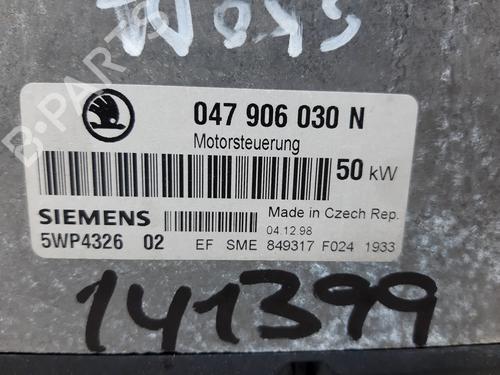 047 906 030 N
Motorsteuerung
50 kW
SIEMENS
Made in Czech Rep.
04.12.98
5WP4326 02 EF SME 849317 F024 1933
141399
B-PARTS